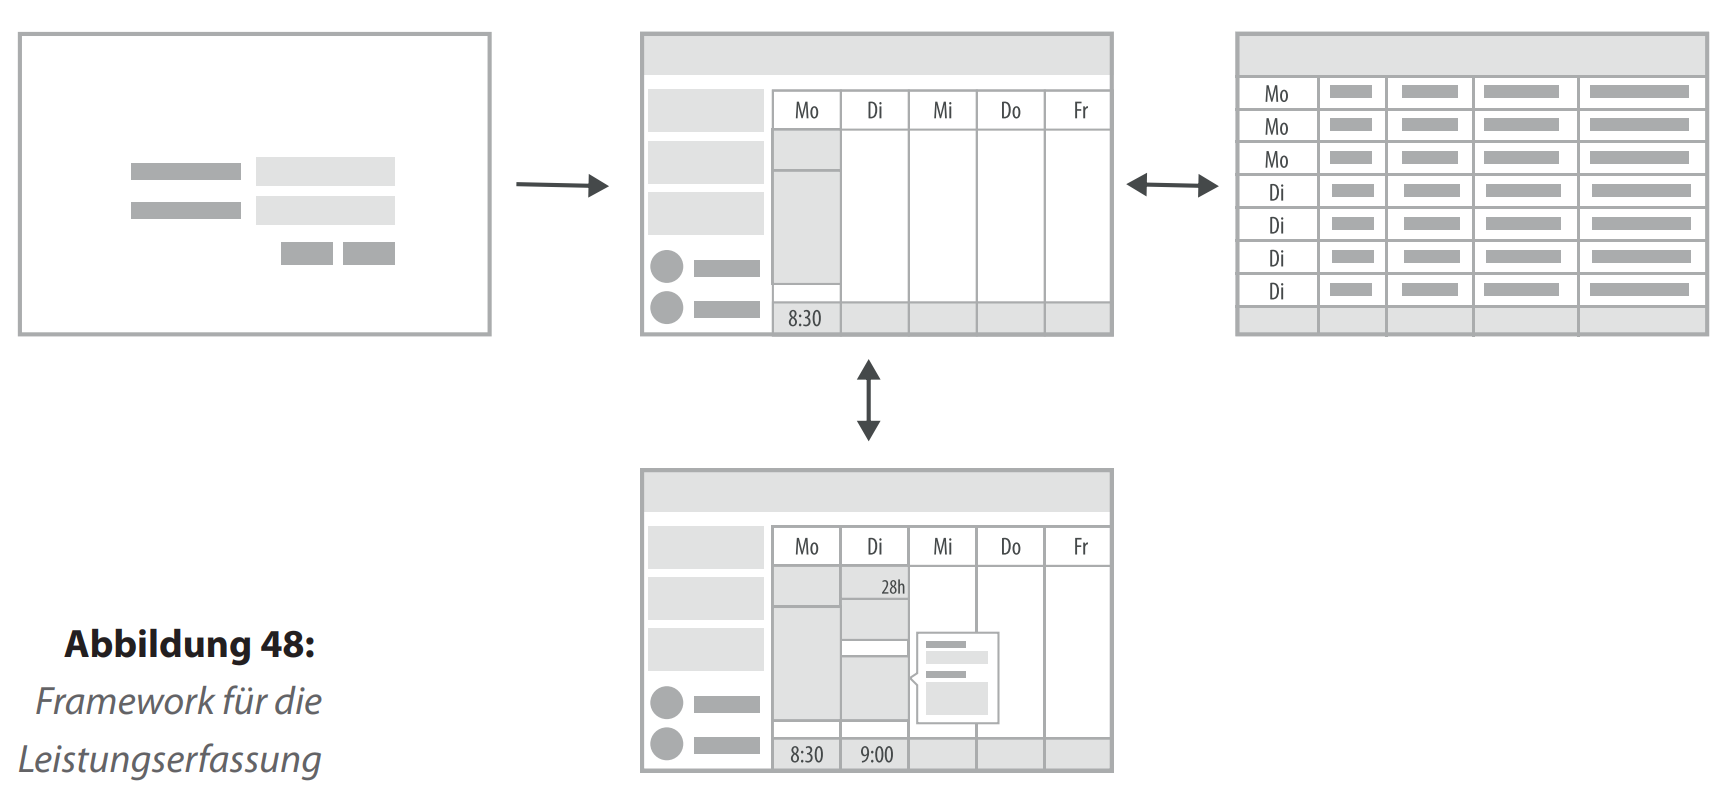 Mo Di Mi Do Fr
8:30
Mo
Mo
Mo
Di
Di
Di
Di
Mo Di Mi Do Fr
28h
8:30 9:00
Abbildung 48:
Framework für die
Leistungserfassung